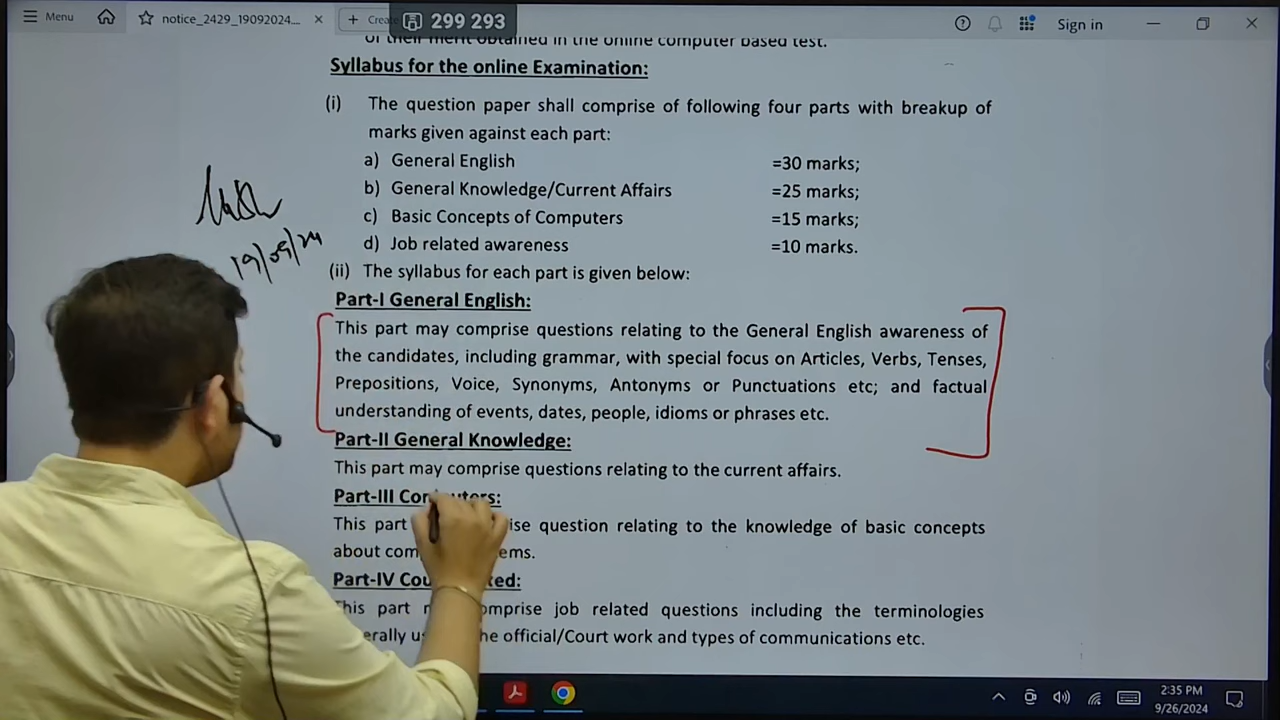 Menu
notice_2429_19092024...
299 293
Sign in
of their merit obtained in the online computer based test.
Syllabus for the online Examination:
(i) The question paper shall comprise of following four parts with breakup of
marks given against each part:
a) General English =30 marks;
b) General Knowledge/Current Affairs =25 marks;
c) Basic Concepts of Computers =15 marks;
d) Job related awareness =10 marks.
19/09/24
(ii) The syllabus for each part is given below:
Part-I General English:
This part may comprise questions relating to the General English awareness of
the candidates, including grammar, with special focus on Articles, Verbs, Tenses,
Prepositions, Voice, Synonyms, Antonyms or Punctuations etc; and factual
understanding of events, dates, people, idioms or phrases etc.
Part-II General Knowledge:
This part may comprise questions relating to the current affairs.
Part-III Computers:
This part question relating to the knowledge of basic concepts
about
Part-IV
This part comprise job related questions including the terminologies
official/Court work and types of communications etc.
2:35 PM
9/26/2024